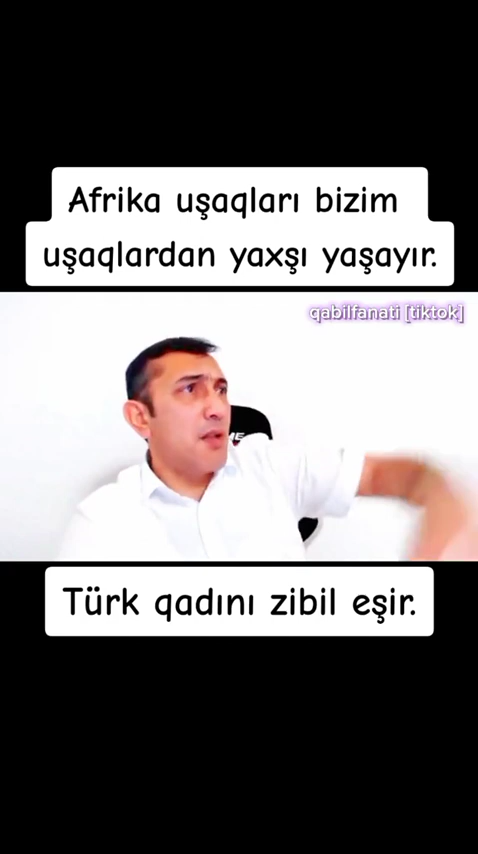 Afrika uşaqları bizim
uşaqlardan yaxşı yaşayır.
qabilfanati [tiktok]
Türk qadını zibil eşir.